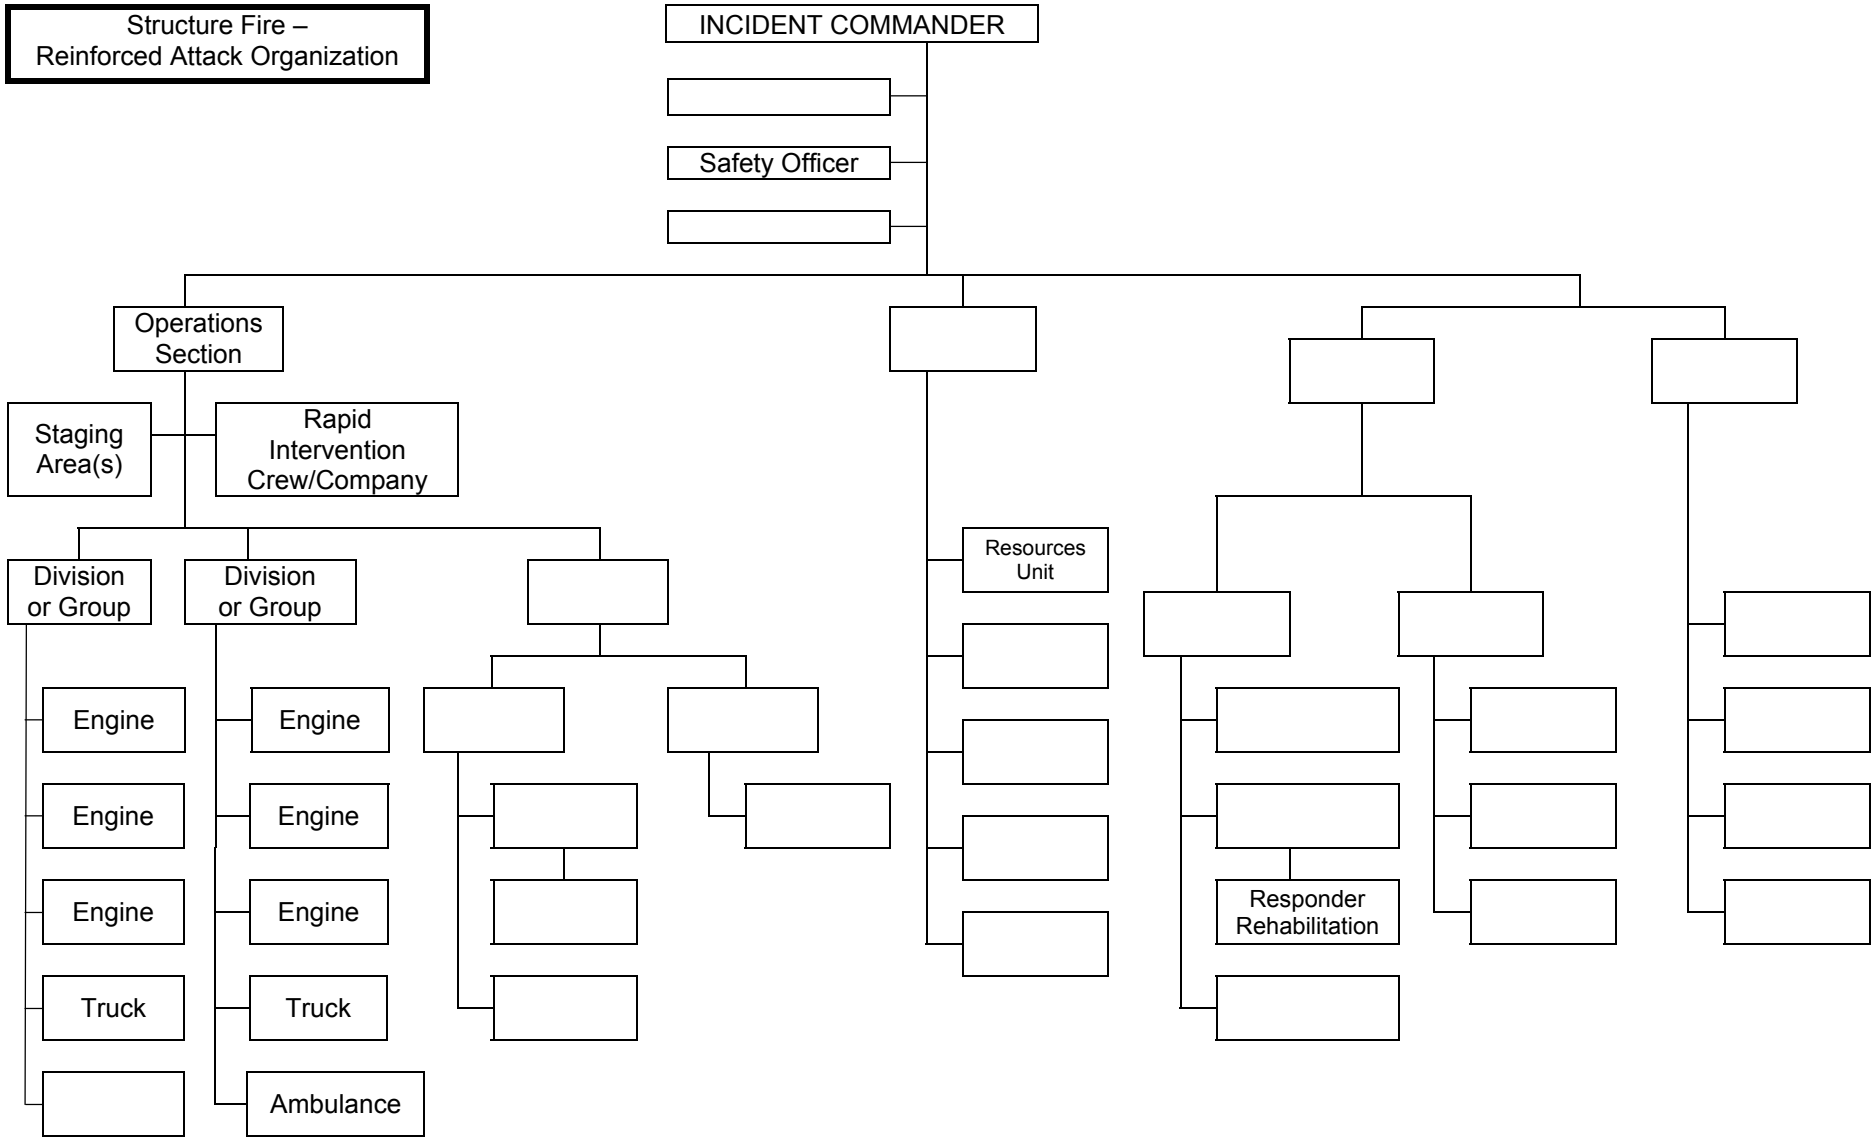 Structure Fire –
Reinforced Attack Organization
INCIDENT COMMANDER
Safety Officer
Operations
Section
Staging
Area(s)
Rapid
Intervention
Crew/Company
Resources
Unit
Division
or Group
Division
or Group
Engine
Engine
Engine
Engine
Engine
Engine
Responder
Rehabilitation
Truck
Truck
Ambulance